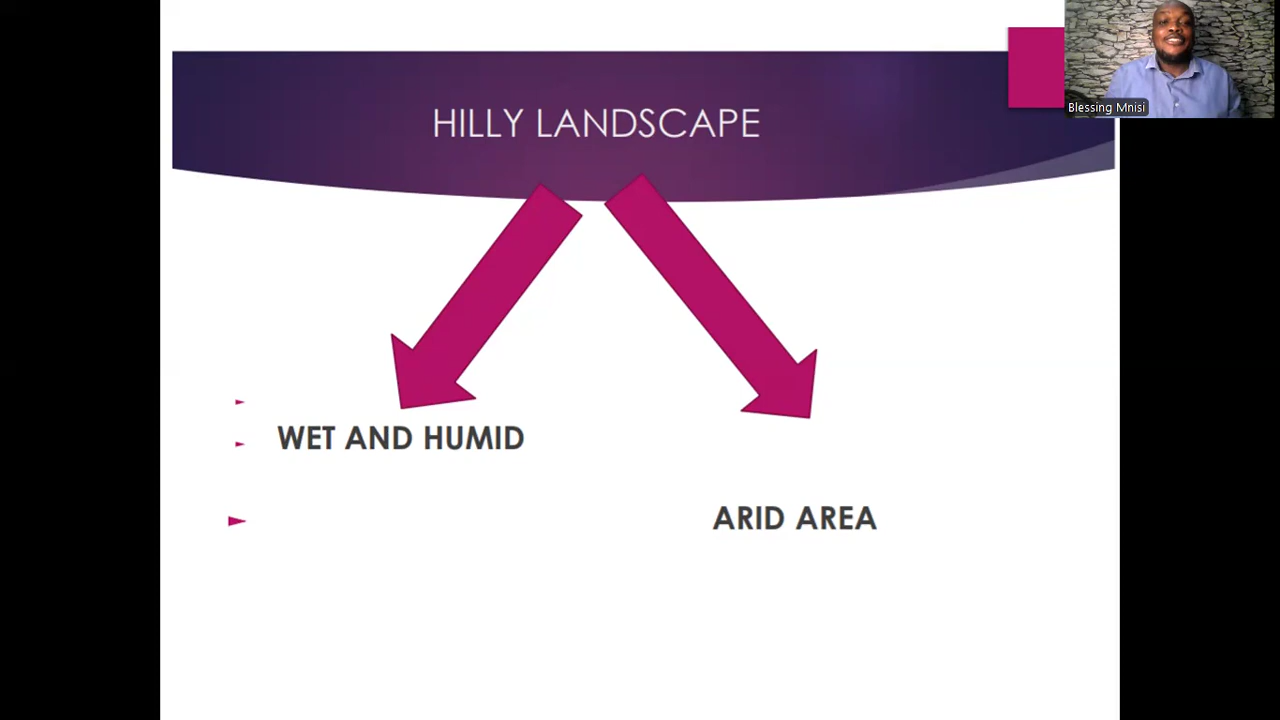 HILLY LANDSCAPE
Blessing Mnisi
WET AND HUMID
ARID AREA